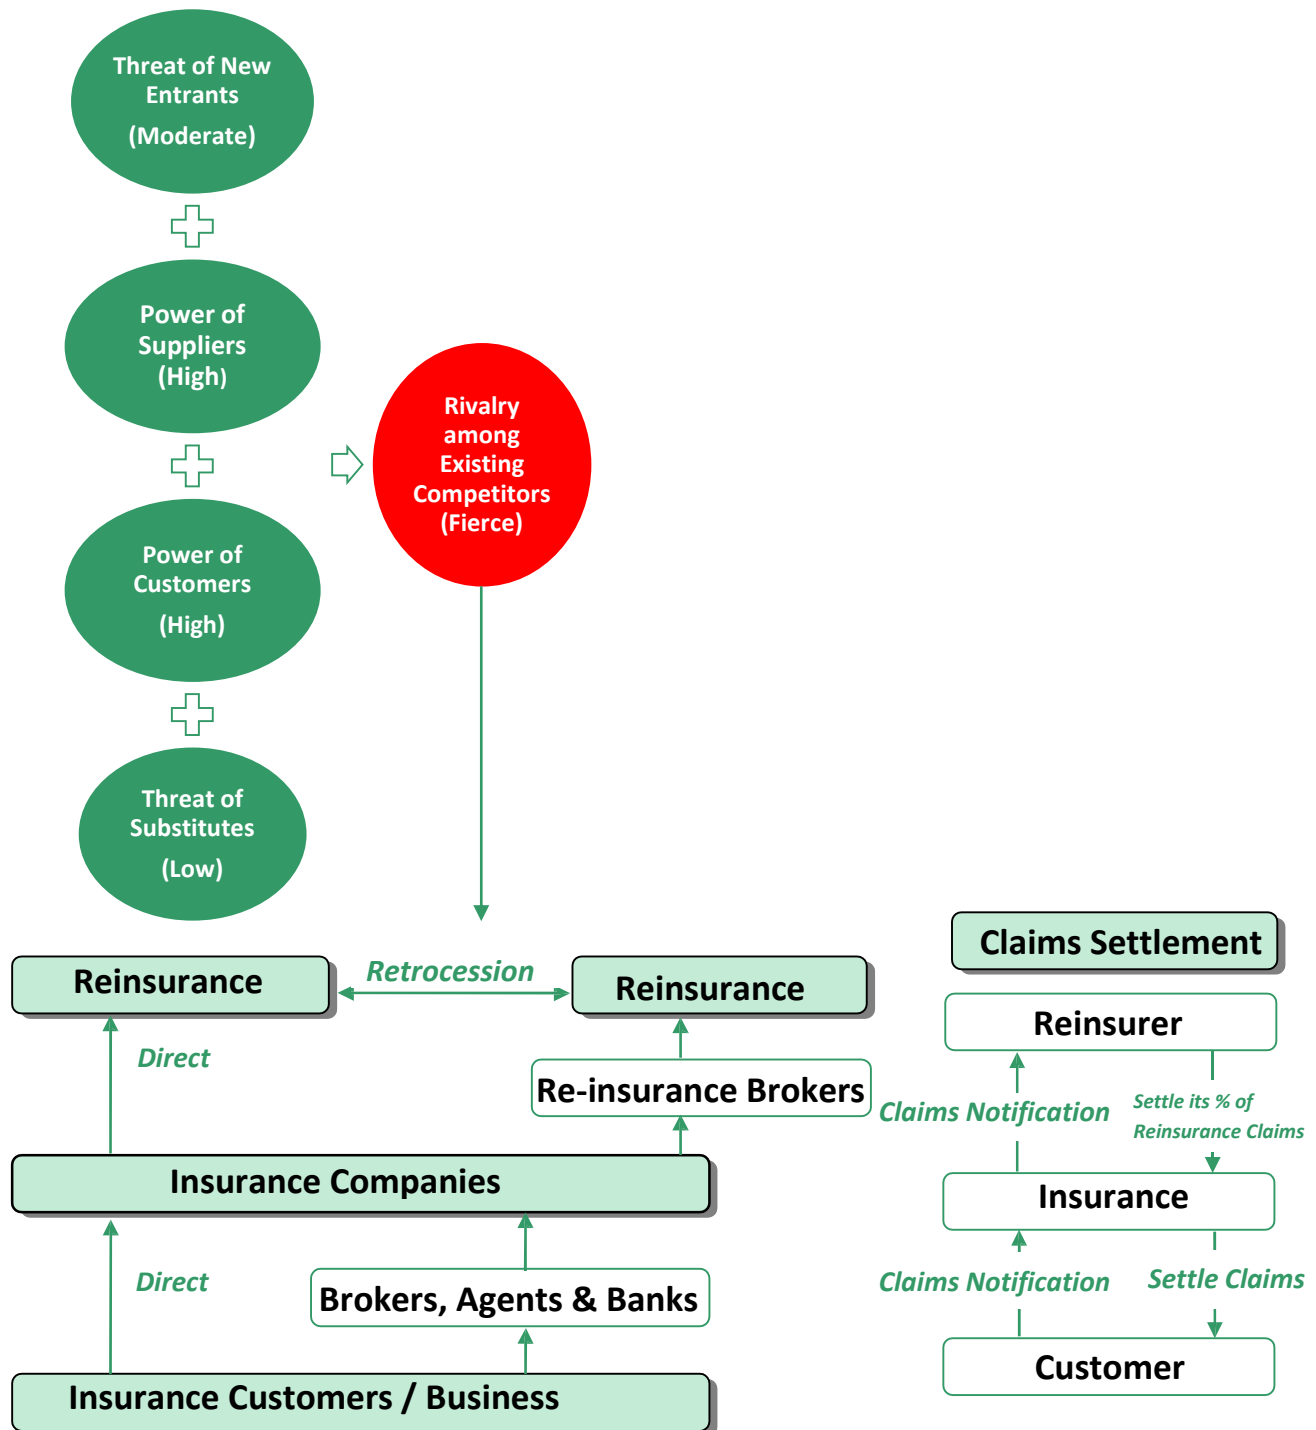 Threat of New
Entrants
(Moderate)
Power of
Suppliers
(High)
Power of
Customers
(High)
Threat of
Substitutes
(Low)
Rivalry
among
Existing
Competitors
(Fierce)
Reinsurance
Retrocession
Reinsurance
Direct
Re-insurance Brokers
Insurance Companies
Direct
Brokers, Agents & Banks
Insurance Customers / Business
Claims Settlement
Reinsurer
Claims Notification
Settle its % of
Reinsurance Claims
Insurance
Claims Notification
Settle Claims
Customer